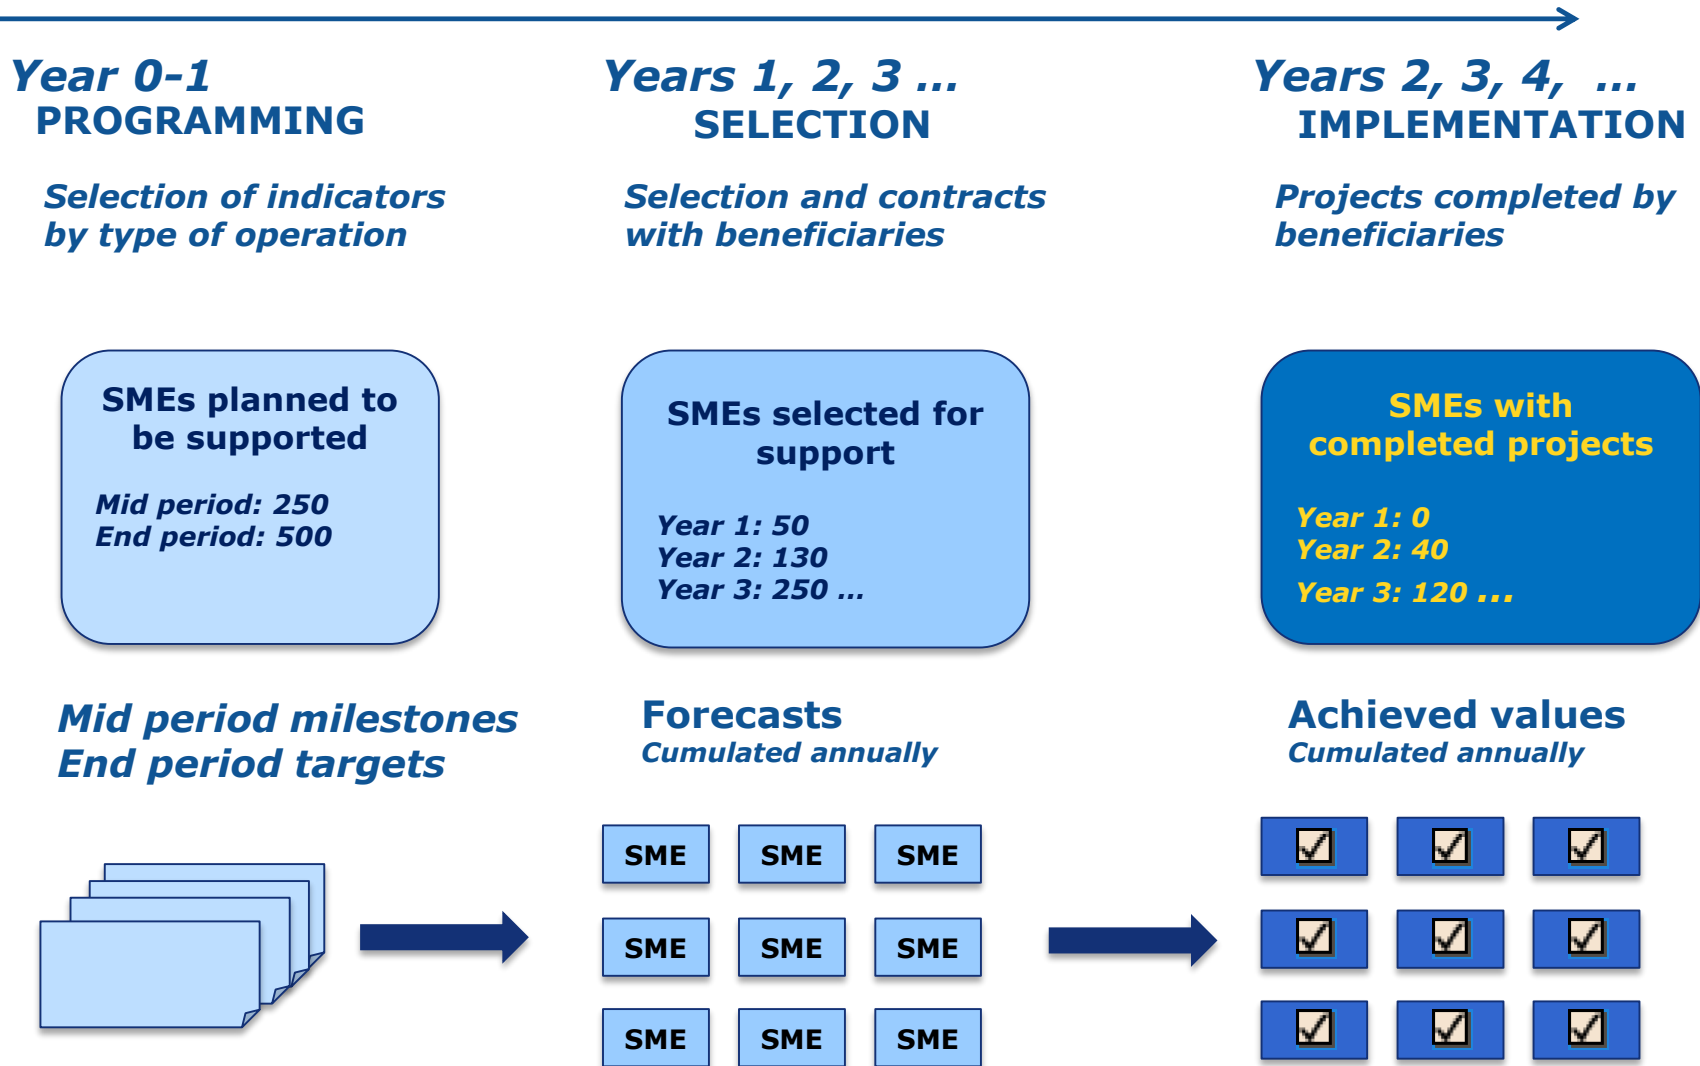 Year 0-1
PROGRAMMING
Selection of indicators
by type of operation
SMEs planned to
be supported
Mid period: 250
End period: 500
Mid period milestones
End period targets
Years 1, 2, 3 ...
SELECTION
Selection and contracts
with beneficiaries
SMEs selected for
support
Year 1: 50
Year 2: 130
Year 3: 250 ...
Forecasts
Cumulated annually
SME SME SME
SME SME SME
SME SME SME
Years 2, 3, 4, ...
IMPLEMENTATION
Projects completed by
beneficiaries
SMEs with
completed projects
Year 1: 0
Year 2: 40
Year 3: 120 ...
Achieved values
Cumulated annually